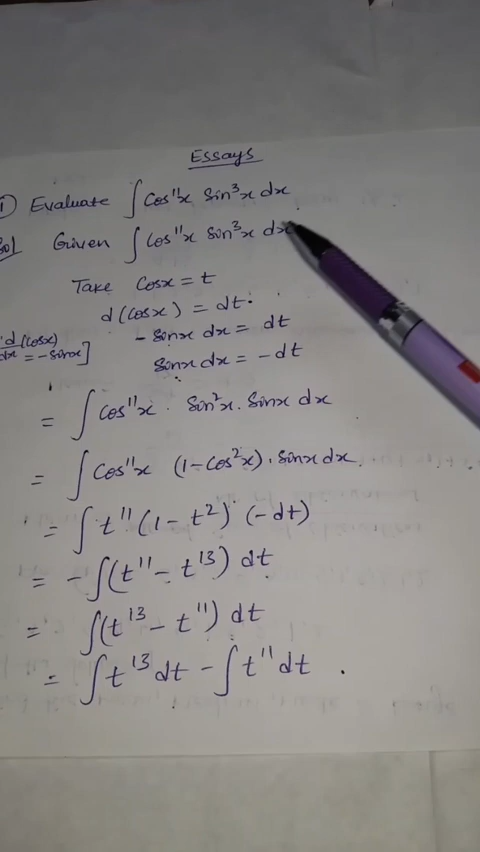 Essays
1) Evaluate ∫ Cos¹¹x Sin³x dx
Sol Given ∫ Cos¹¹x Sin³x dx
Take Cosx = t
d(cosx) = dt.
d(cosx) - Sinx dx = dt
dx = -sinx] Sinx dx = -dt
= ∫ Cos¹¹x · Sin²x. Sinx dx
= ∫ Cos¹¹x (1-Cos²x). Sinx dx.
= ∫ t¹¹ (1- t²) (-dt)
= -∫(t¹¹ - t¹³) dt
= ∫(t¹³ - t¹¹) dt
= ∫ t¹³ dt - ∫ t¹¹ dt .